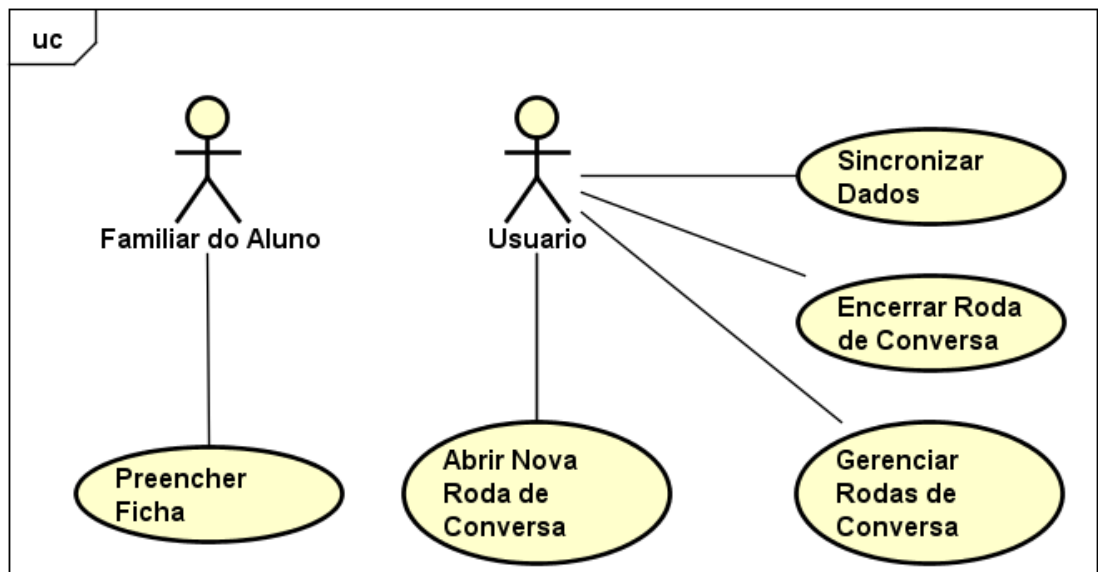 uc
Familiar do Aluno
Usuario
Sincronizar
Dados
Encerrar Roda
de Conversa
Preencher
Ficha
Abrir Nova
Roda de
Conversa
Gerenciar
Rodas de
Conversa